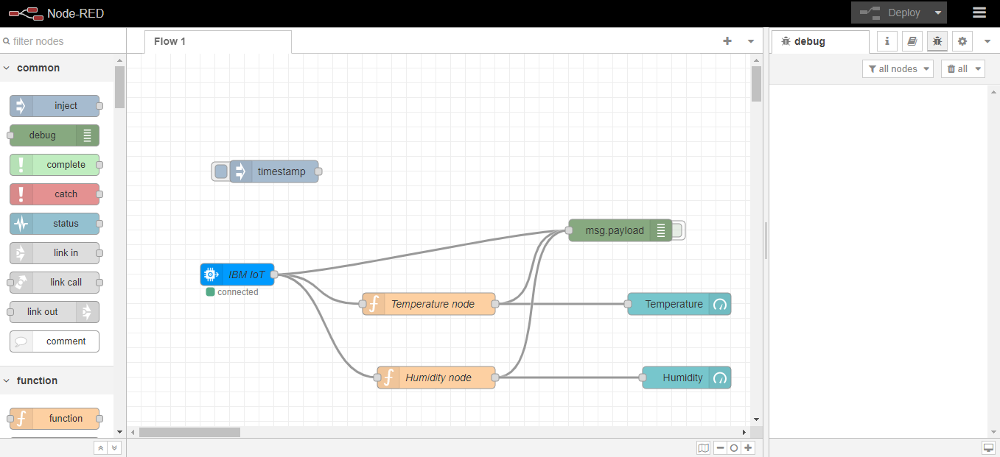 Node-RED
Deploy
filter nodes
Flow 1
debug
i
all nodes
all
common
inject
debug
complete
catch
status
link in
link call
link out
comment
function
function
timestamp
msg.payload
IBM IoT
connected
Temperature node
Temperature
Humidity node
Humidity